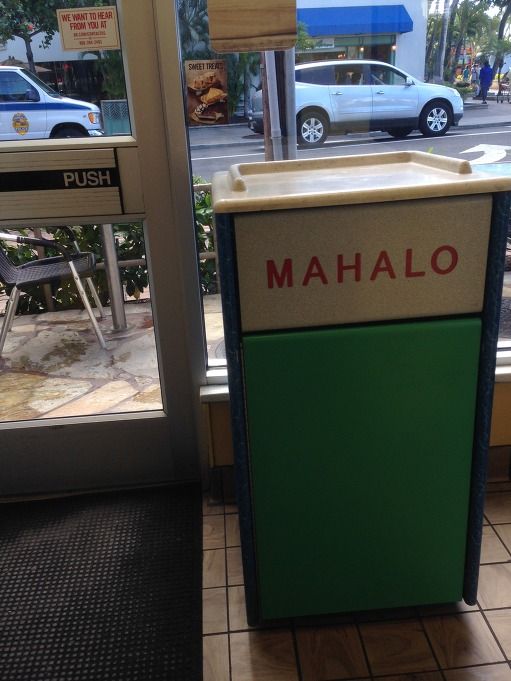 WE WANT TO HEAR
FROM YOU AT
SWEET TREATS
PUSH
MAHALO